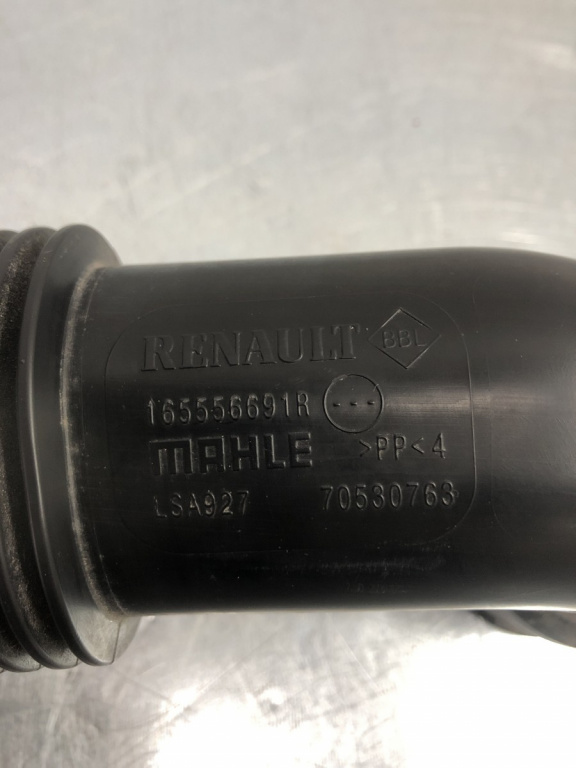 RENAULT BBL
165556691R ---
MAHLE >PP<4
LSA927 70530763